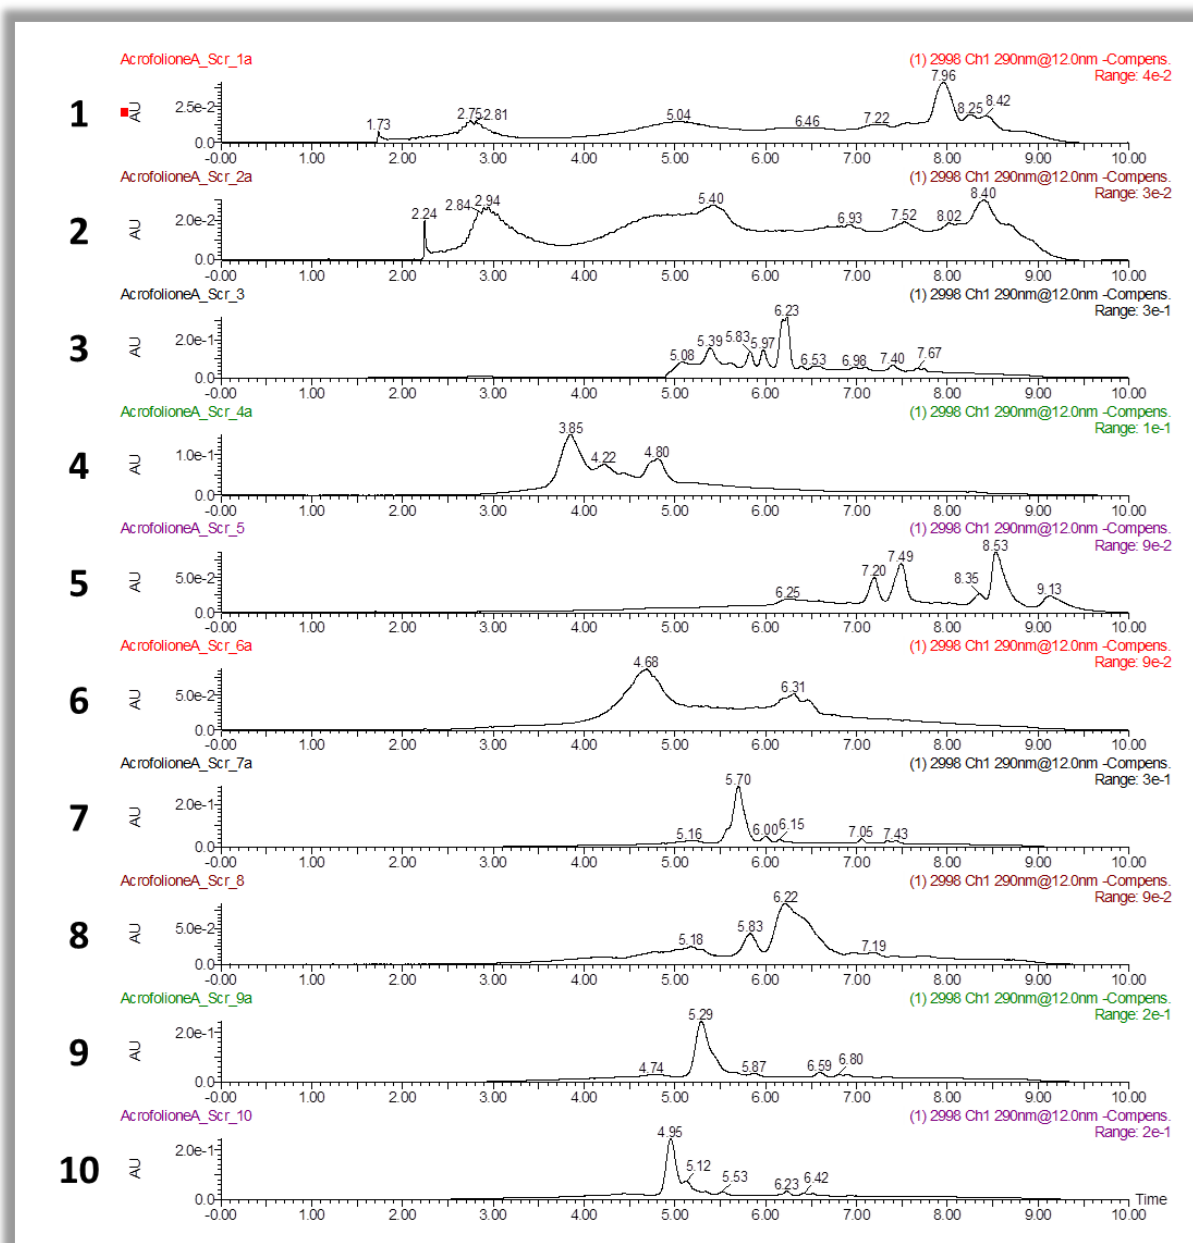 AcrofolioneA_Scr_1a (1) 2998 Ch1 290nm@12.0nm -Compens.
Range: 4e-2
1 AU 2.5e-2 0.0
1.73 2.75 2.81 5.04 6.46 7.22 7.96 8.25 8.42
-0.00 1.00 2.00 3.00 4.00 5.00 6.00 7.00 8.00 9.00 10.00
AcrofolioneA_Scr_2a (1) 2998 Ch1 290nm@12.0nm -Compens.
Range: 3e-2
2 AU 2.0e-2 0.0
2.24 2.84 2.94 5.40 6.93 7.52 8.02 8.40
-0.00 1.00 2.00 3.00 4.00 5.00 6.00 7.00 8.00 9.00 10.00
AcrofolioneA_Scr_3 (1) 2998 Ch1 290nm@12.0nm -Compens.
Range: 3e-1
3 AU 2.0e-1 0.0
5.08 5.39 5.83 5.97 6.23 6.53 6.98 7.40 7.67
-0.00 1.00 2.00 3.00 4.00 5.00 6.00 7.00 8.00 9.00 10.00
AcrofolioneA_Scr_4a (1) 2998 Ch1 290nm@12.0nm -Compens.
Range: 1e-1
4 AU 1.0e-1 0.0
3.85 4.22 4.80
-0.00 1.00 2.00 3.00 4.00 5.00 6.00 7.00 8.00 9.00 10.00
AcrofolioneA_Scr_5 (1) 2998 Ch1 290nm@12.0nm -Compens.
Range: 9e-2
5 AU 5.0e-2 0.0
6.25 7.20 7.49 8.35 8.53 9.13
-0.00 1.00 2.00 3.00 4.00 5.00 6.00 7.00 8.00 9.00 10.00
AcrofolioneA_Scr_6a (1) 2998 Ch1 290nm@12.0nm -Compens.
Range: 9e-2
6 AU 5.0e-2 0.0
4.68 6.31
-0.00 1.00 2.00 3.00 4.00 5.00 6.00 7.00 8.00 9.00 10.00
AcrofolioneA_Scr_7a (1) 2998 Ch1 290nm@12.0nm -Compens.
Range: 3e-1
7 AU 2.0e-1 0.0
5.16 5.70 6.00 6.15 7.05 7.43
-0.00 1.00 2.00 3.00 4.00 5.00 6.00 7.00 8.00 9.00 10.00
AcrofolioneA_Scr_8 (1) 2998 Ch1 290nm@12.0nm -Compens.
Range: 9e-2
8 AU 5.0e-2 0.0
5.18 5.83 6.22 7.19
-0.00 1.00 2.00 3.00 4.00 5.00 6.00 7.00 8.00 9.00 10.00
AcrofolioneA_Scr_9a (1) 2998 Ch1 290nm@12.0nm -Compens.
Range: 2e-1
9 AU 2.0e-1 0.0
4.74 5.29 5.87 6.59 6.80
-0.00 1.00 2.00 3.00 4.00 5.00 6.00 7.00 8.00 9.00 10.00
AcrofolioneA_Scr_10 (1) 2998 Ch1 290nm@12.0nm -Compens.
Range: 2e-1
10 AU 2.0e-1 0.0
4.95 5.12 5.53 6.23 6.42 Time
-0.00 1.00 2.00 3.00 4.00 5.00 6.00 7.00 8.00 9.00 10.00